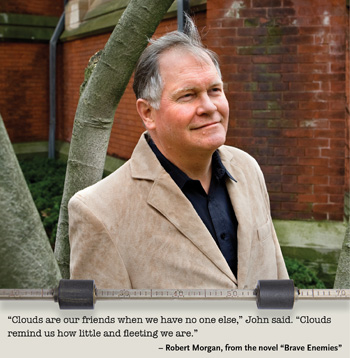 “Clouds are our friends when we have no one else,” John said. “Clouds
remind us how little and fleeting we are.”
– Robert Morgan, from the novel “Brave Enemies”